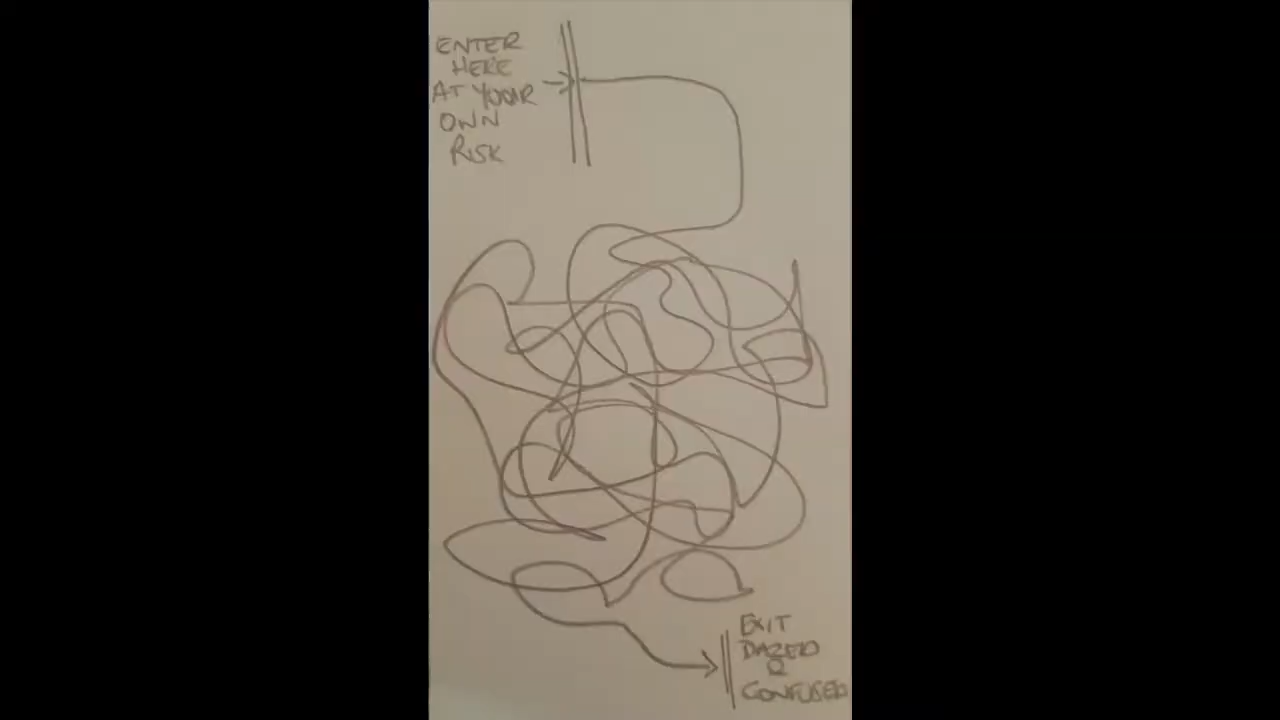 ENTER
HERE
AT YOUR
OWN
RISK
EXIT
DAZED
&
CONFUSED